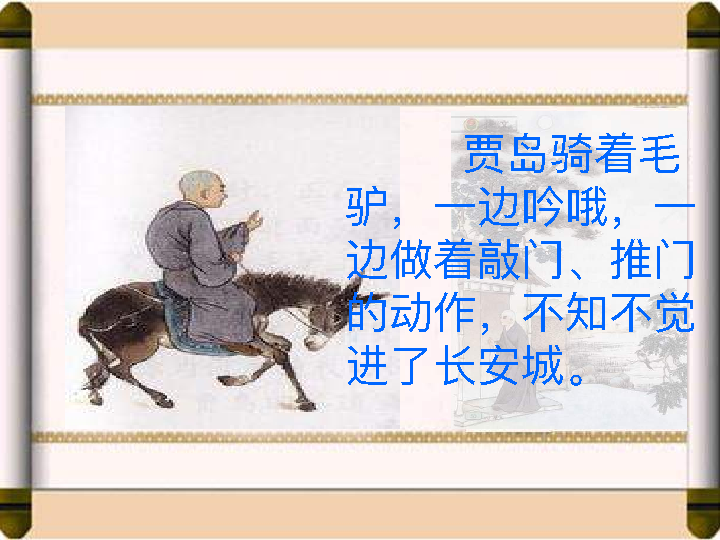 贾岛骑着毛
驴，一边吟哦，一
边做着敲门、推门
的动作，不知不觉
进了长安城。